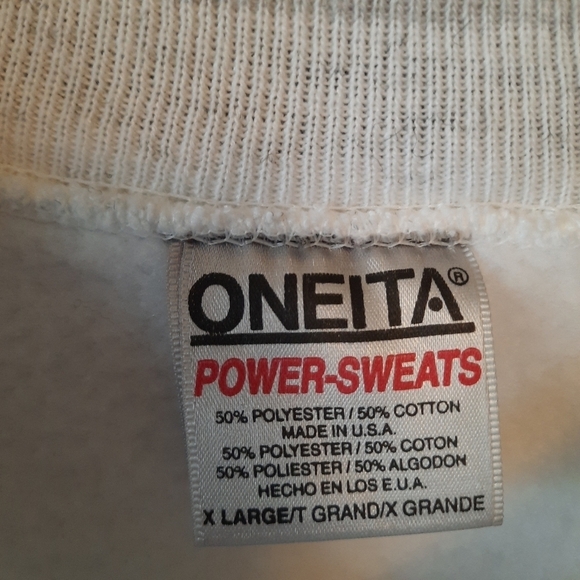 ONEITA®
POWER-SWEATS
50% POLYESTER / 50% COTTON
MADE IN U.S.A.
50% POLYESTER / 50% COTON
50% POLIESTER / 50% ALGODON
HECHO EN LOS E.U.A.
X LARGE/T GRAND/X GRANDE